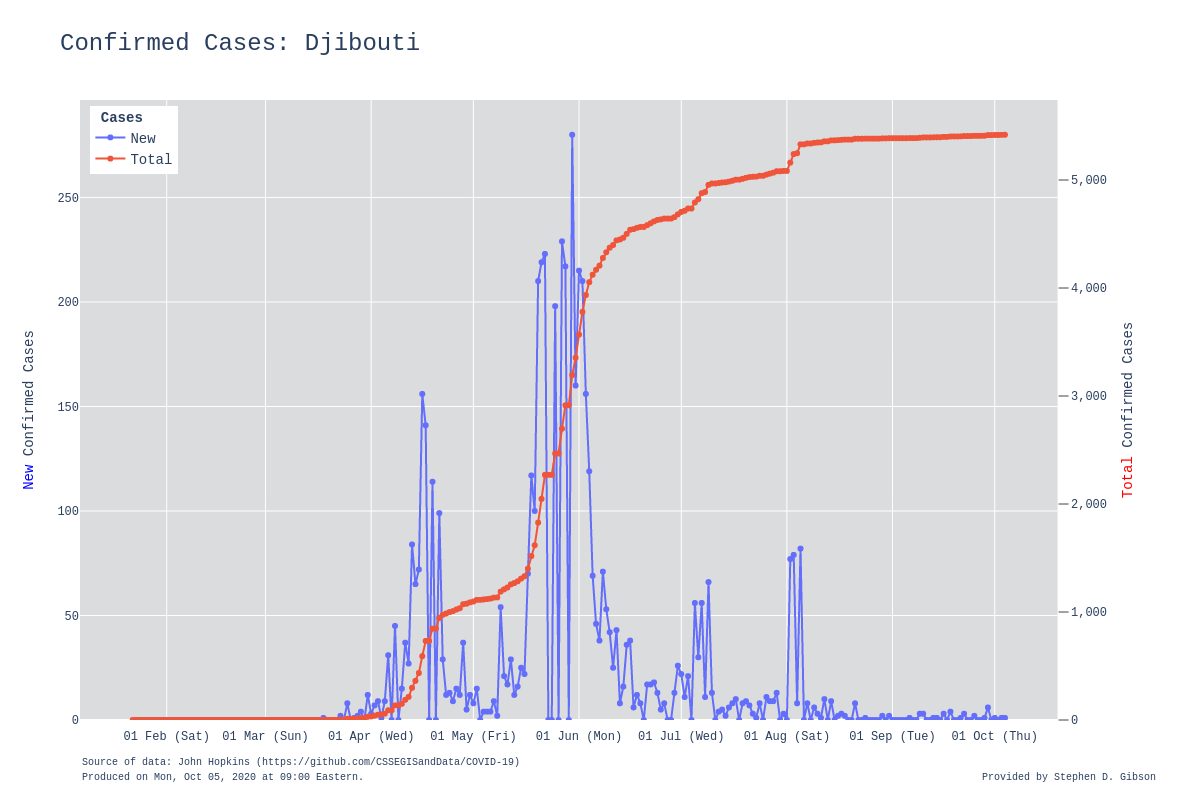 Confirmed Cases: Djibouti
Cases
New
Total
250
200
150
100
50
0
5,000
4,000
3,000
2,000
1,000
0
New Confirmed Cases
Total Confirmed Cases
01 Feb (Sat) 01 Mar (Sun) 01 Apr (Wed) 01 May (Fri) 01 Jun (Mon) 01 Jul (Wed) 01 Aug (Sat) 01 Sep (Tue) 01 Oct (Thu)
Source of data: John Hopkins (https://github.com/CSSEGISandData/COVID-19)
Produced on Mon, Oct 05, 2020 at 09:00 Eastern.
Provided by Stephen D. Gibson